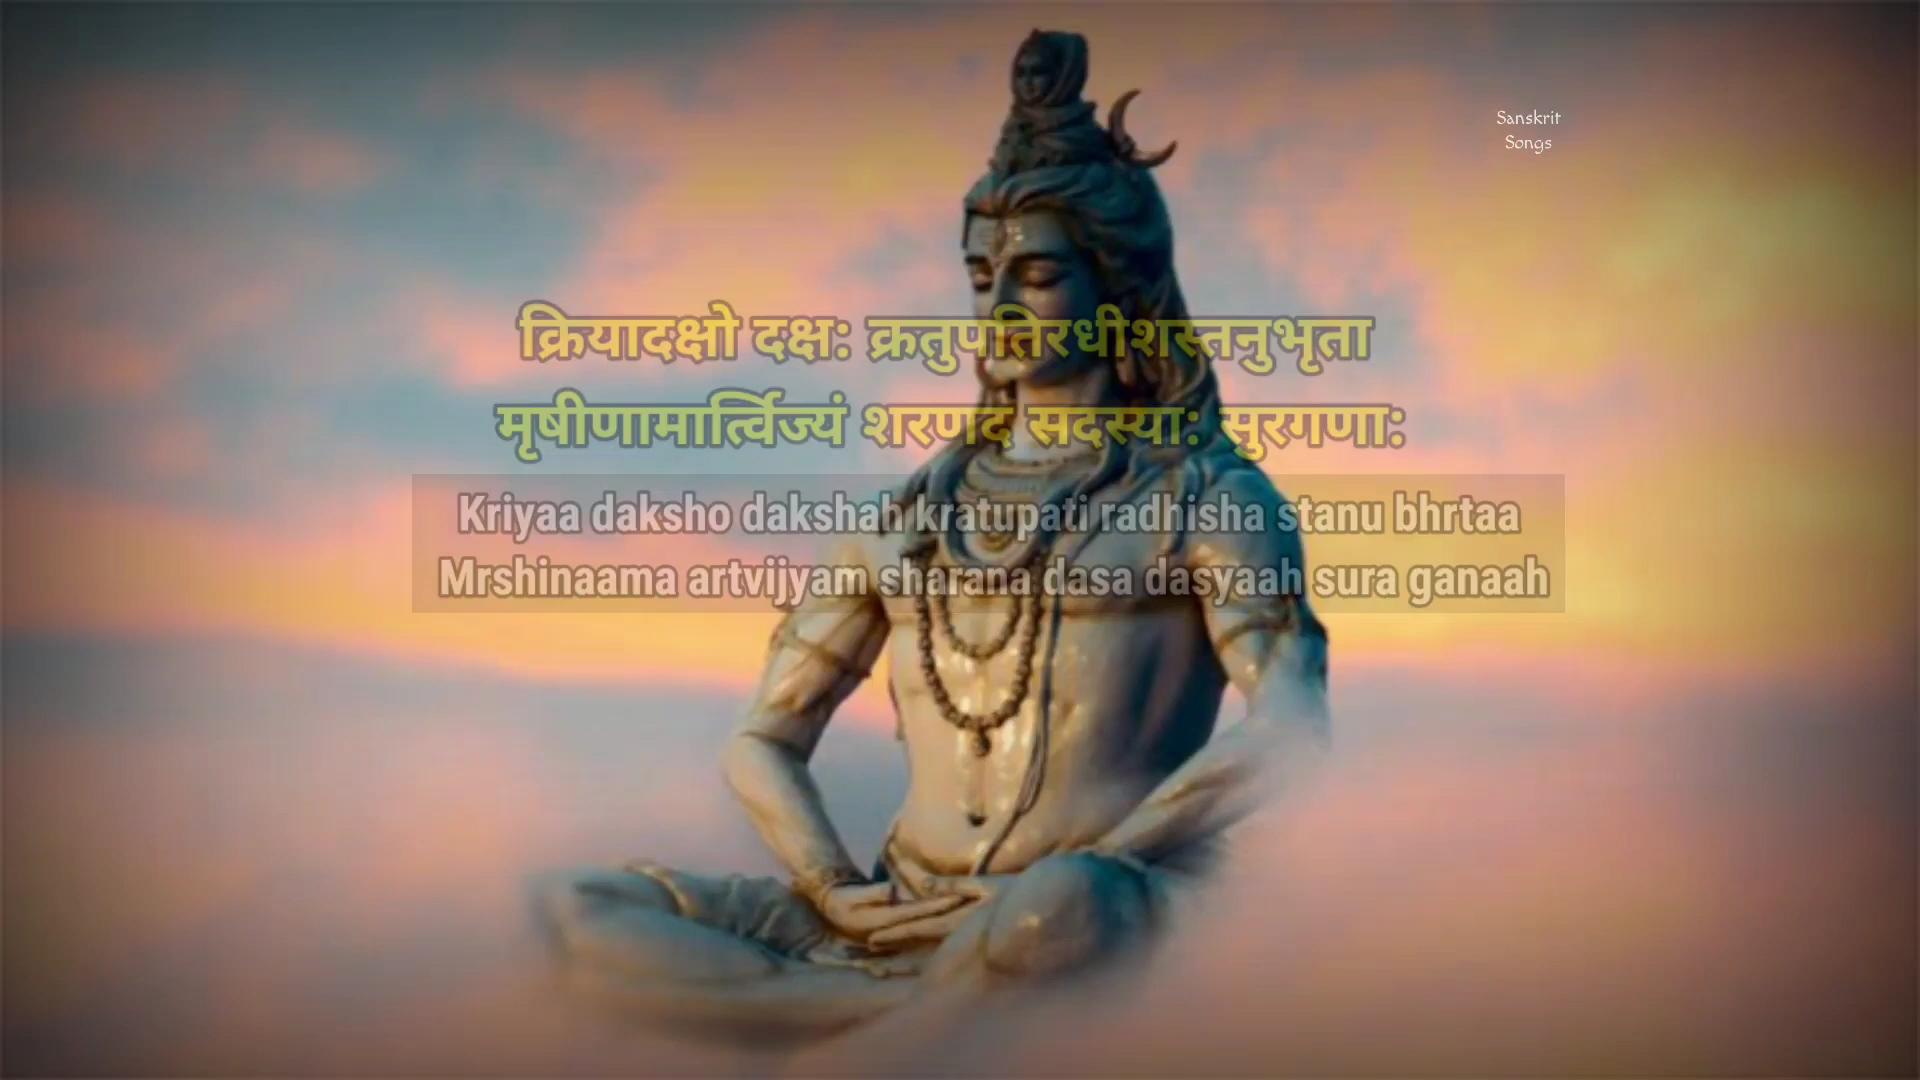 Sanskrit
Songs
क्रियादक्षो दक्ष: क्रतुपतिरधीशस्तनुभृता
मृषीणामार्त्विज्यं शरणद सदस्या: सुरगणा:
Kriyaa daksho dakshah kratupati radhisha stanu bhrtaa
Mrshinaama artvijyam sharana dasa dasyaah sura ganaah